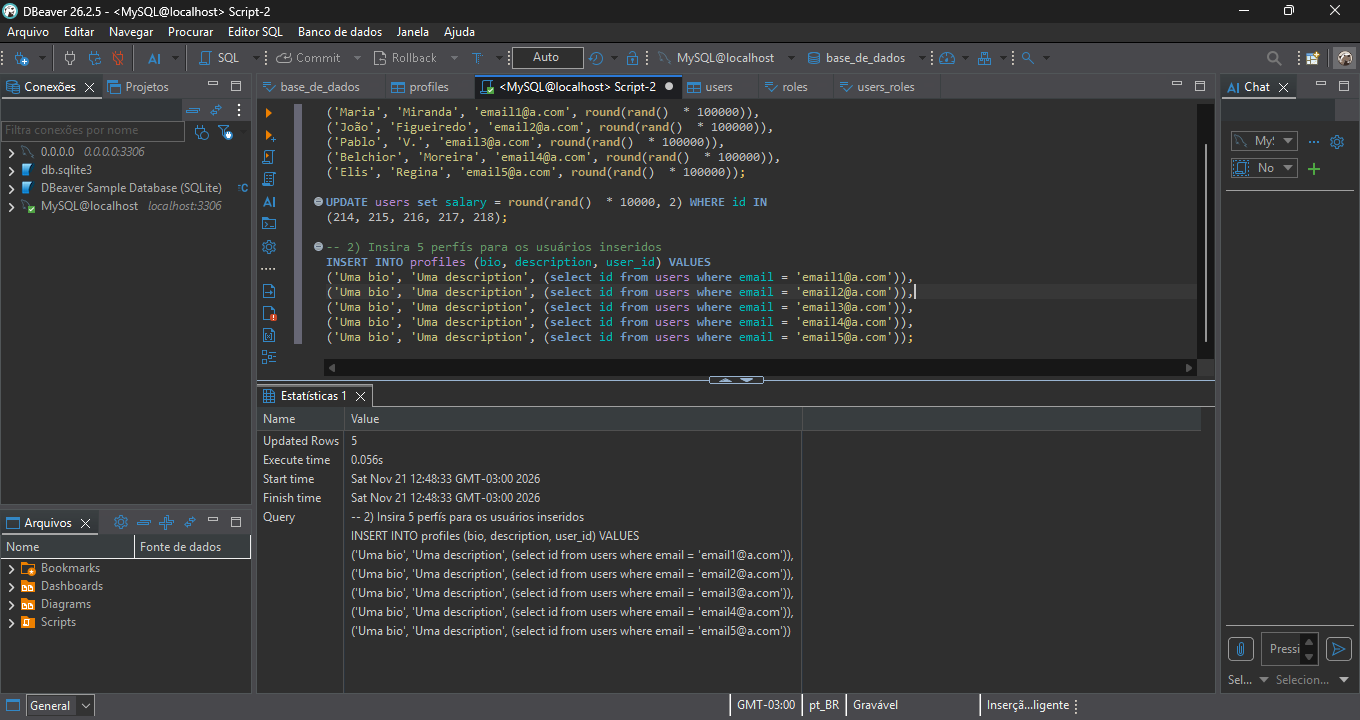 DBeaver 26.2.5 - <MySQL@localhost> Script-2
Arquivo Editar Navegar Procurar Editor SQL Banco de dados Janela Ajuda
AI SQL Commit Rollback T Auto MySQL@localhost base_de_dados
Conexões Projetos
base_de_dados profiles <MySQL@localhost> Script-2 users roles users_roles
AI Chat
Filtra conexões por nome
0.0.0.0 0.0.0.0:3306
db.sqlite3
DBeaver Sample Database (SQLite)
MySQL@localhost localhost:3306
('Maria', 'Miranda', 'email1@a.com', round(rand() * 100000)),
('João', 'Figueiredo', 'email2@a.com', round(rand() * 100000)),
('Pablo', 'V.', 'email3@a.com', round(rand() * 100000)),
('Belchior', 'Moreira', 'email4@a.com', round(rand() * 100000)),
('Elis', 'Regina', 'email5@a.com', round(rand() * 100000));
AI
UPDATE users set salary = round(rand() * 10000, 2) WHERE id IN
(214, 215, 216, 217, 218);
-- 2) Insira 5 perfís para os usuários inseridos
INSERT INTO profiles (bio, description, user_id) VALUES
('Uma bio', 'Uma description', (select id from users where email = 'email1@a.com')),
('Uma bio', 'Uma description', (select id from users where email = 'email2@a.com')),
('Uma bio', 'Uma description', (select id from users where email = 'email3@a.com')),
('Uma bio', 'Uma description', (select id from users where email = 'email4@a.com')),
('Uma bio', 'Uma description', (select id from users where email = 'email5@a.com'));
My:
No
Estatísticas 1
Name Value
Updated Rows 5
Execute time 0.056s
Start time Sat Nov 21 12:48:33 GMT-03:00 2026
Finish time Sat Nov 21 12:48:33 GMT-03:00 2026
Query -- 2) Insira 5 perfís para os usuários inseridos
INSERT INTO profiles (bio, description, user_id) VALUES
('Uma bio', 'Uma description', (select id from users where email = 'email1@a.com')),
('Uma bio', 'Uma description', (select id from users where email = 'email2@a.com')),
('Uma bio', 'Uma description', (select id from users where email = 'email3@a.com')),
('Uma bio', 'Uma description', (select id from users where email = 'email4@a.com')),
('Uma bio', 'Uma description', (select id from users where email = 'email5@a.com'))
Arquivos
Nome Fonte de dados
Bookmarks
Dashboards
Diagrams
Scripts
Pressi
Sel... Selecion...
General
GMT-03:00 pt_BR Gravável Inserçã...ligente